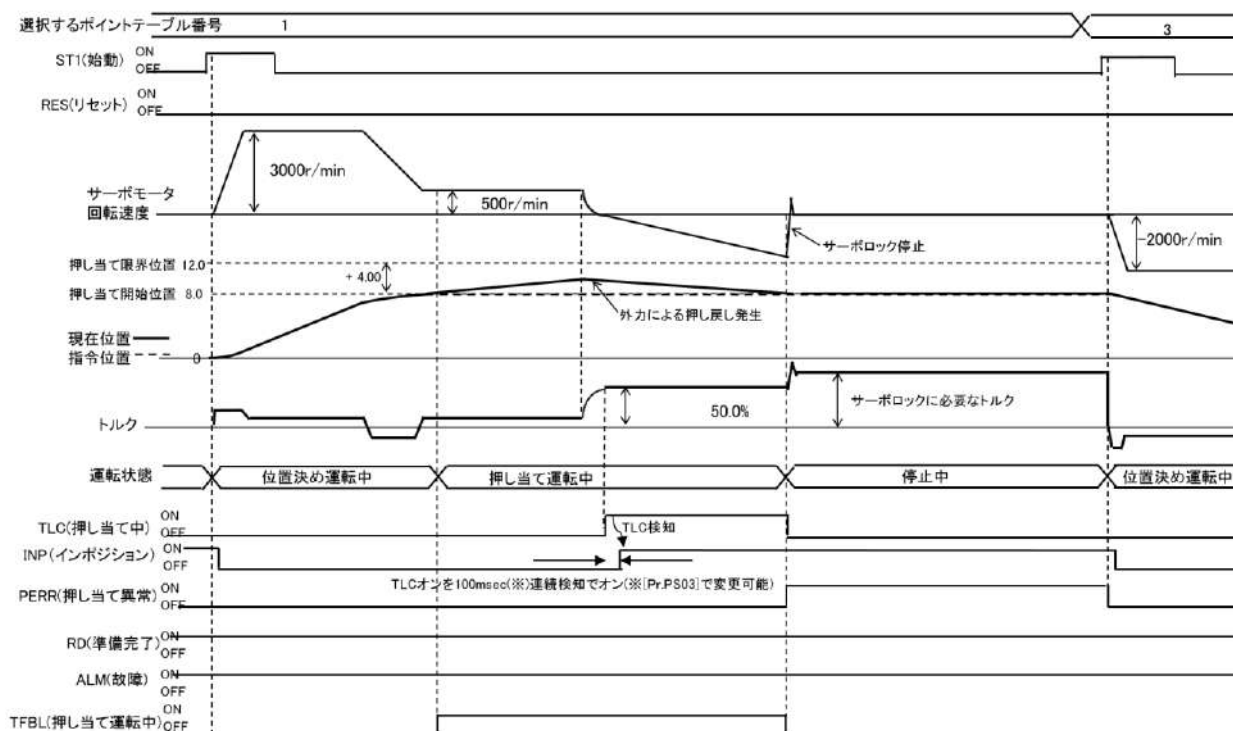 選択するポイントテーブル番号 1 3
ST1(始動) ON
OFF
RES(リセット) ON
OFF
3000r/min
サーボモータ
回転速度
500r/min
-2000r/min
サーボロック停止
押し当て限界位置 12.0
+ 4.00
押し当て開始位置 8.0
外力による押し戻し発生
現在位置
指令位置 0
トルク
50.0%
サーボロックに必要なトルク
運転状態 位置決め運転中 押し当て運転中 停止中 位置決め運転中
TLC(押し当て中) ON
OFF
TLC検知
INP(インポジション) ON
OFF
TLCオンを100msec(※)連続検知でオン(※[Pr.PS03]で変更可能)
PERR(押し当て異常) ON
OFF
RD(準備完了) ON
OFF
ALM(故障) ON
OFF
TFBL(押し当て運転中) ON
OFF